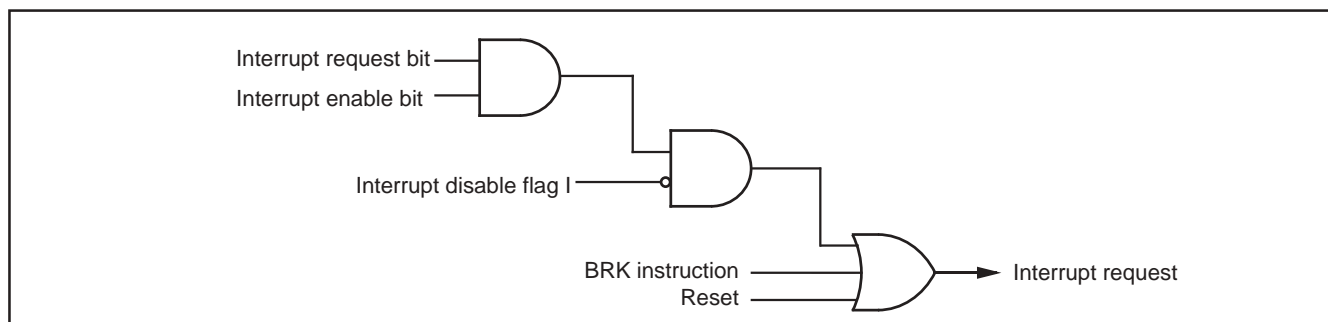 Interrupt request bit
Interrupt enable bit
Interrupt disable flag I
BRK instruction
Reset
Interrupt request